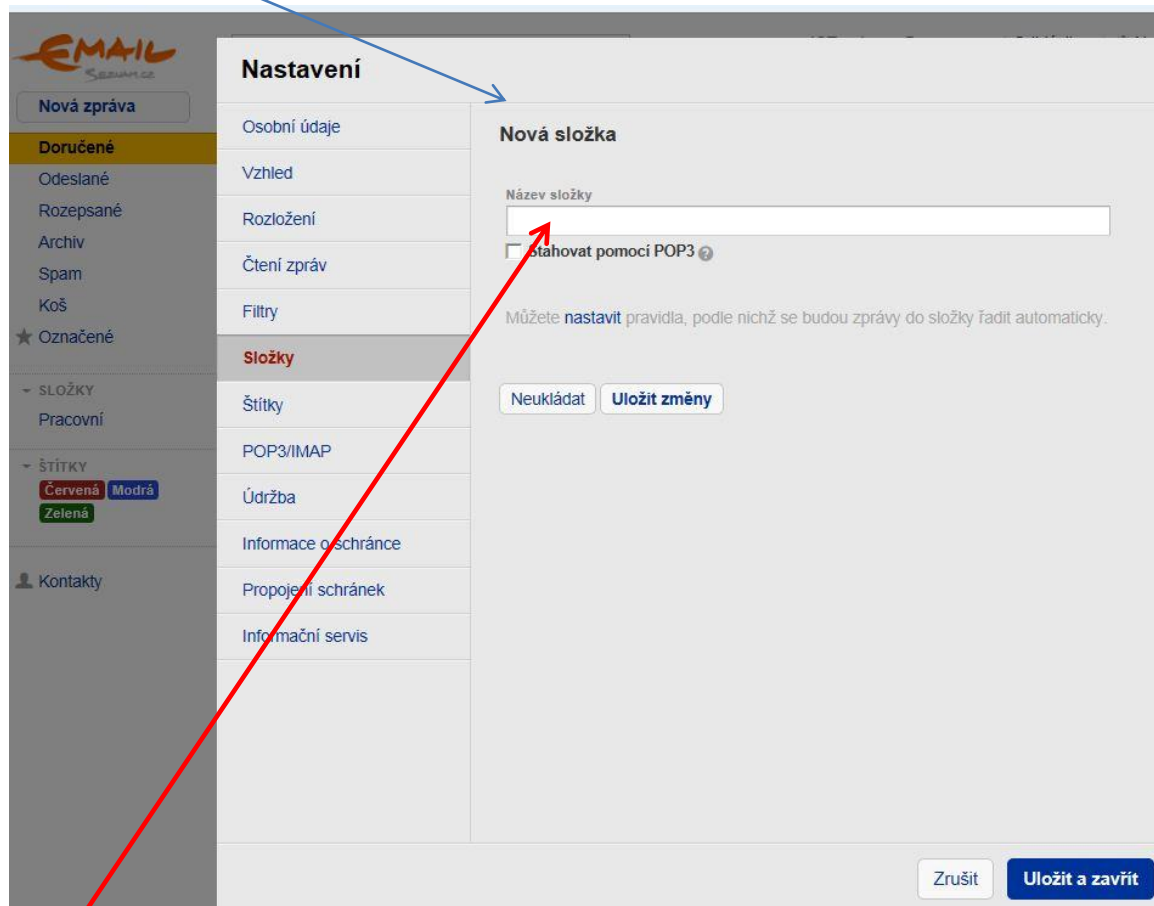 EMAIL
Seznam.cz
Nová zpráva
Doručené
Odeslané
Rozepsané
Archiv
Spam
Koš
Označené
SLOŽKY
Pracovní
ŠTÍTKY
Červená Modrá
Zelená
Kontakty
Nastavení
Osobní údaje
Vzhled
Rozložení
Čtení zpráv
Filtry
Složky
Štítky
POP3/IMAP
Údržba
Informace o schránce
Propojení schránek
Informační servis
Nová složka
Název složky
Stahovat pomocí POP3 ?
Můžete nastavit pravidla, podle nichž se budou zprávy do složky řadit automaticky.
Neukládat Uložit změny
Zrušit Uložit a zavřít